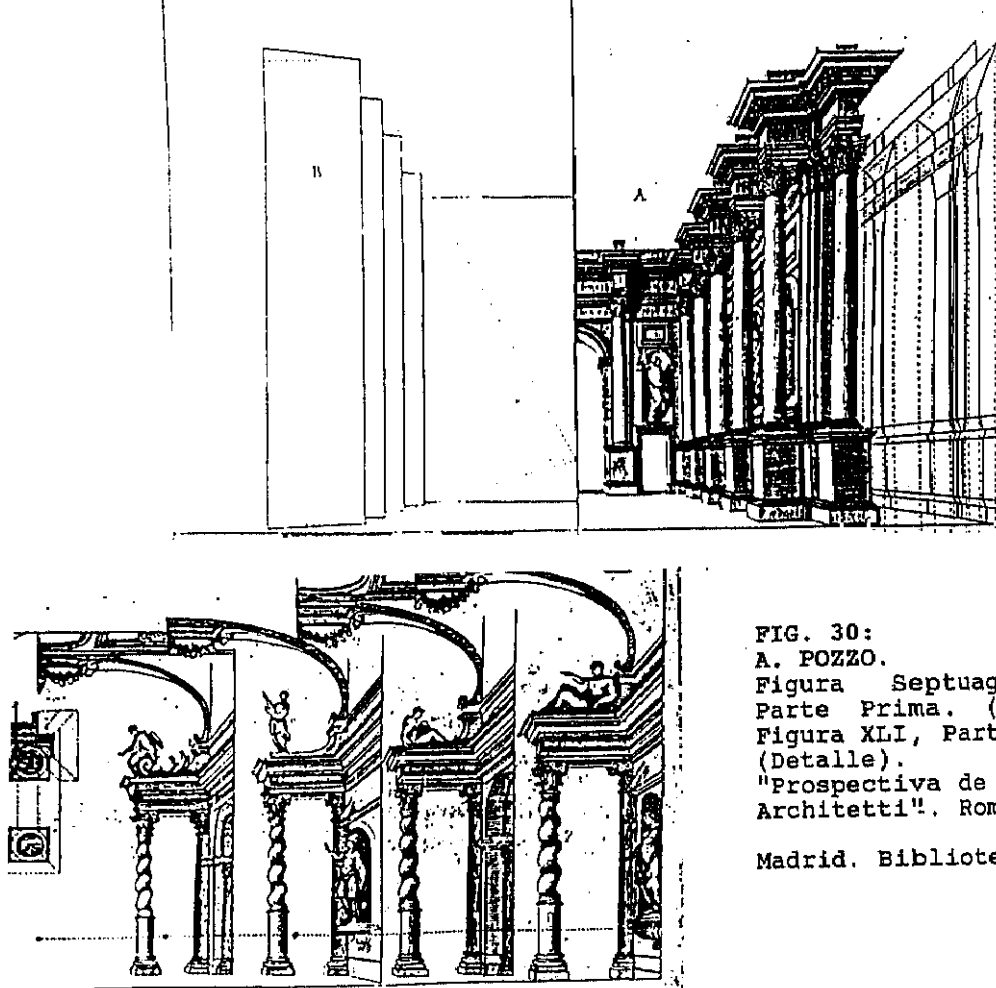 B
A
FIG. 30:
A. POZZO.
Figura Septuag
Parte Prima. (
Figura XLI, Part
(Detalle).
"Prospectiva de
Architetti". Rom
Madrid. Bibliote